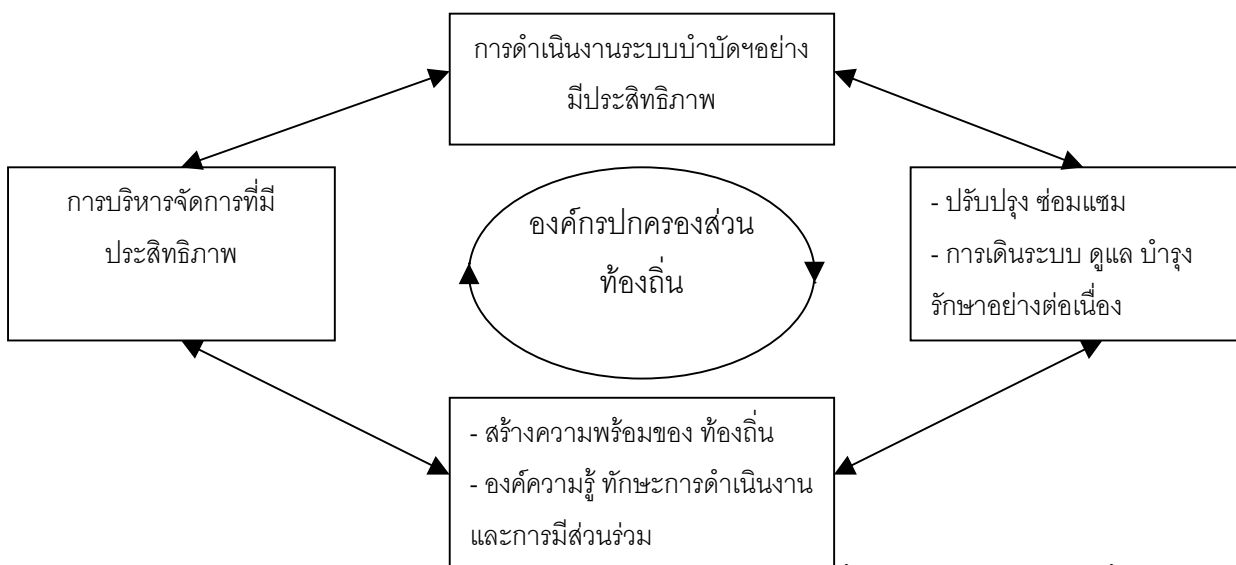 การดำเนินงานระบบบำบัดฯอย่าง
มีประสิทธิภาพ
การบริหารจัดการที่มี
ประสิทธิภาพ
องค์กรปกครองส่วน
ท้องถิ่น
- ปรับปรุง ซ่อมแซม
- การเดินระบบ ดูแล บำรุง
รักษาอย่างต่อเนื่อง
- สร้างความพร้อมของ ท้องถิ่น
- องค์ความรู้ ทักษะการดำเนินงาน
และการมีส่วนร่วม